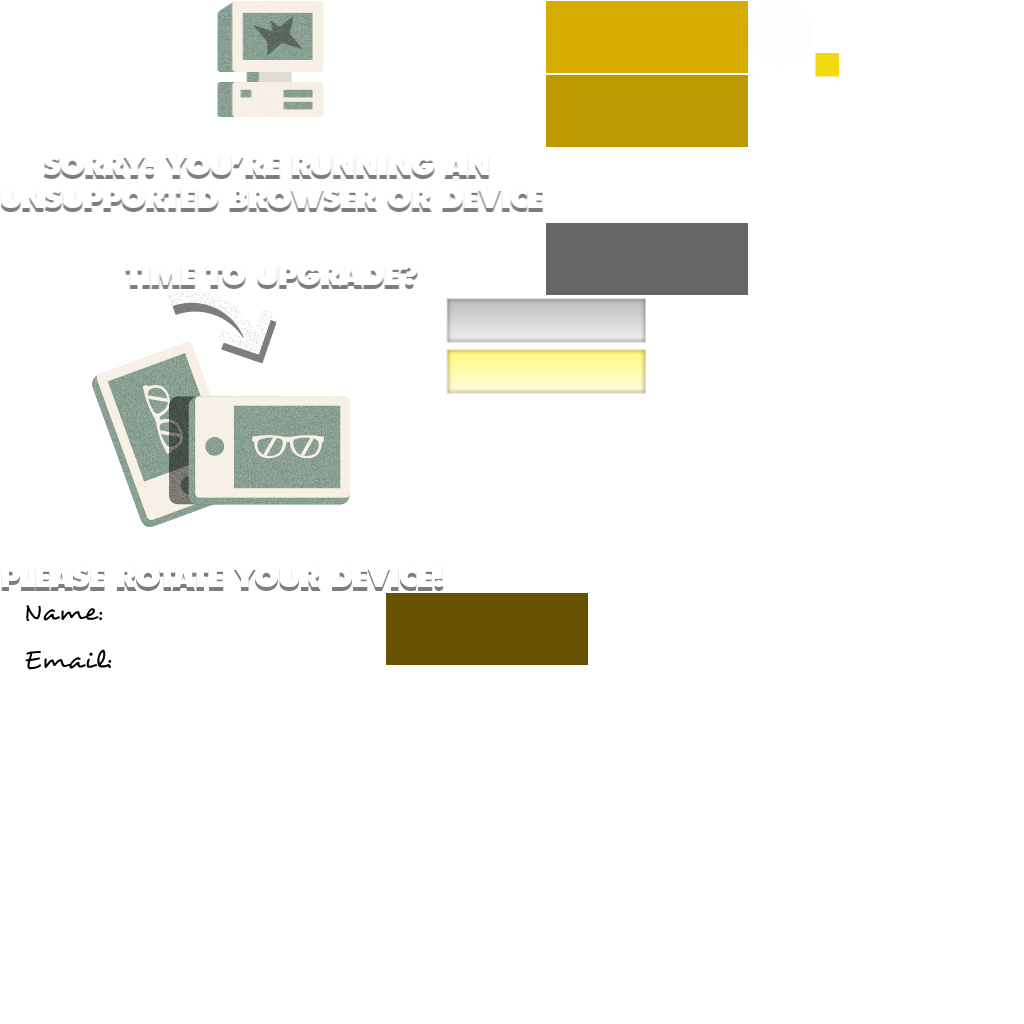 SORRY: YOU'RE RUNNING AN
UNSUPPORTED BROWSER OR DEVICE
TIME TO UPGRADE?
PLEASE ROTATE YOUR DEVICE!
Name:
Email: